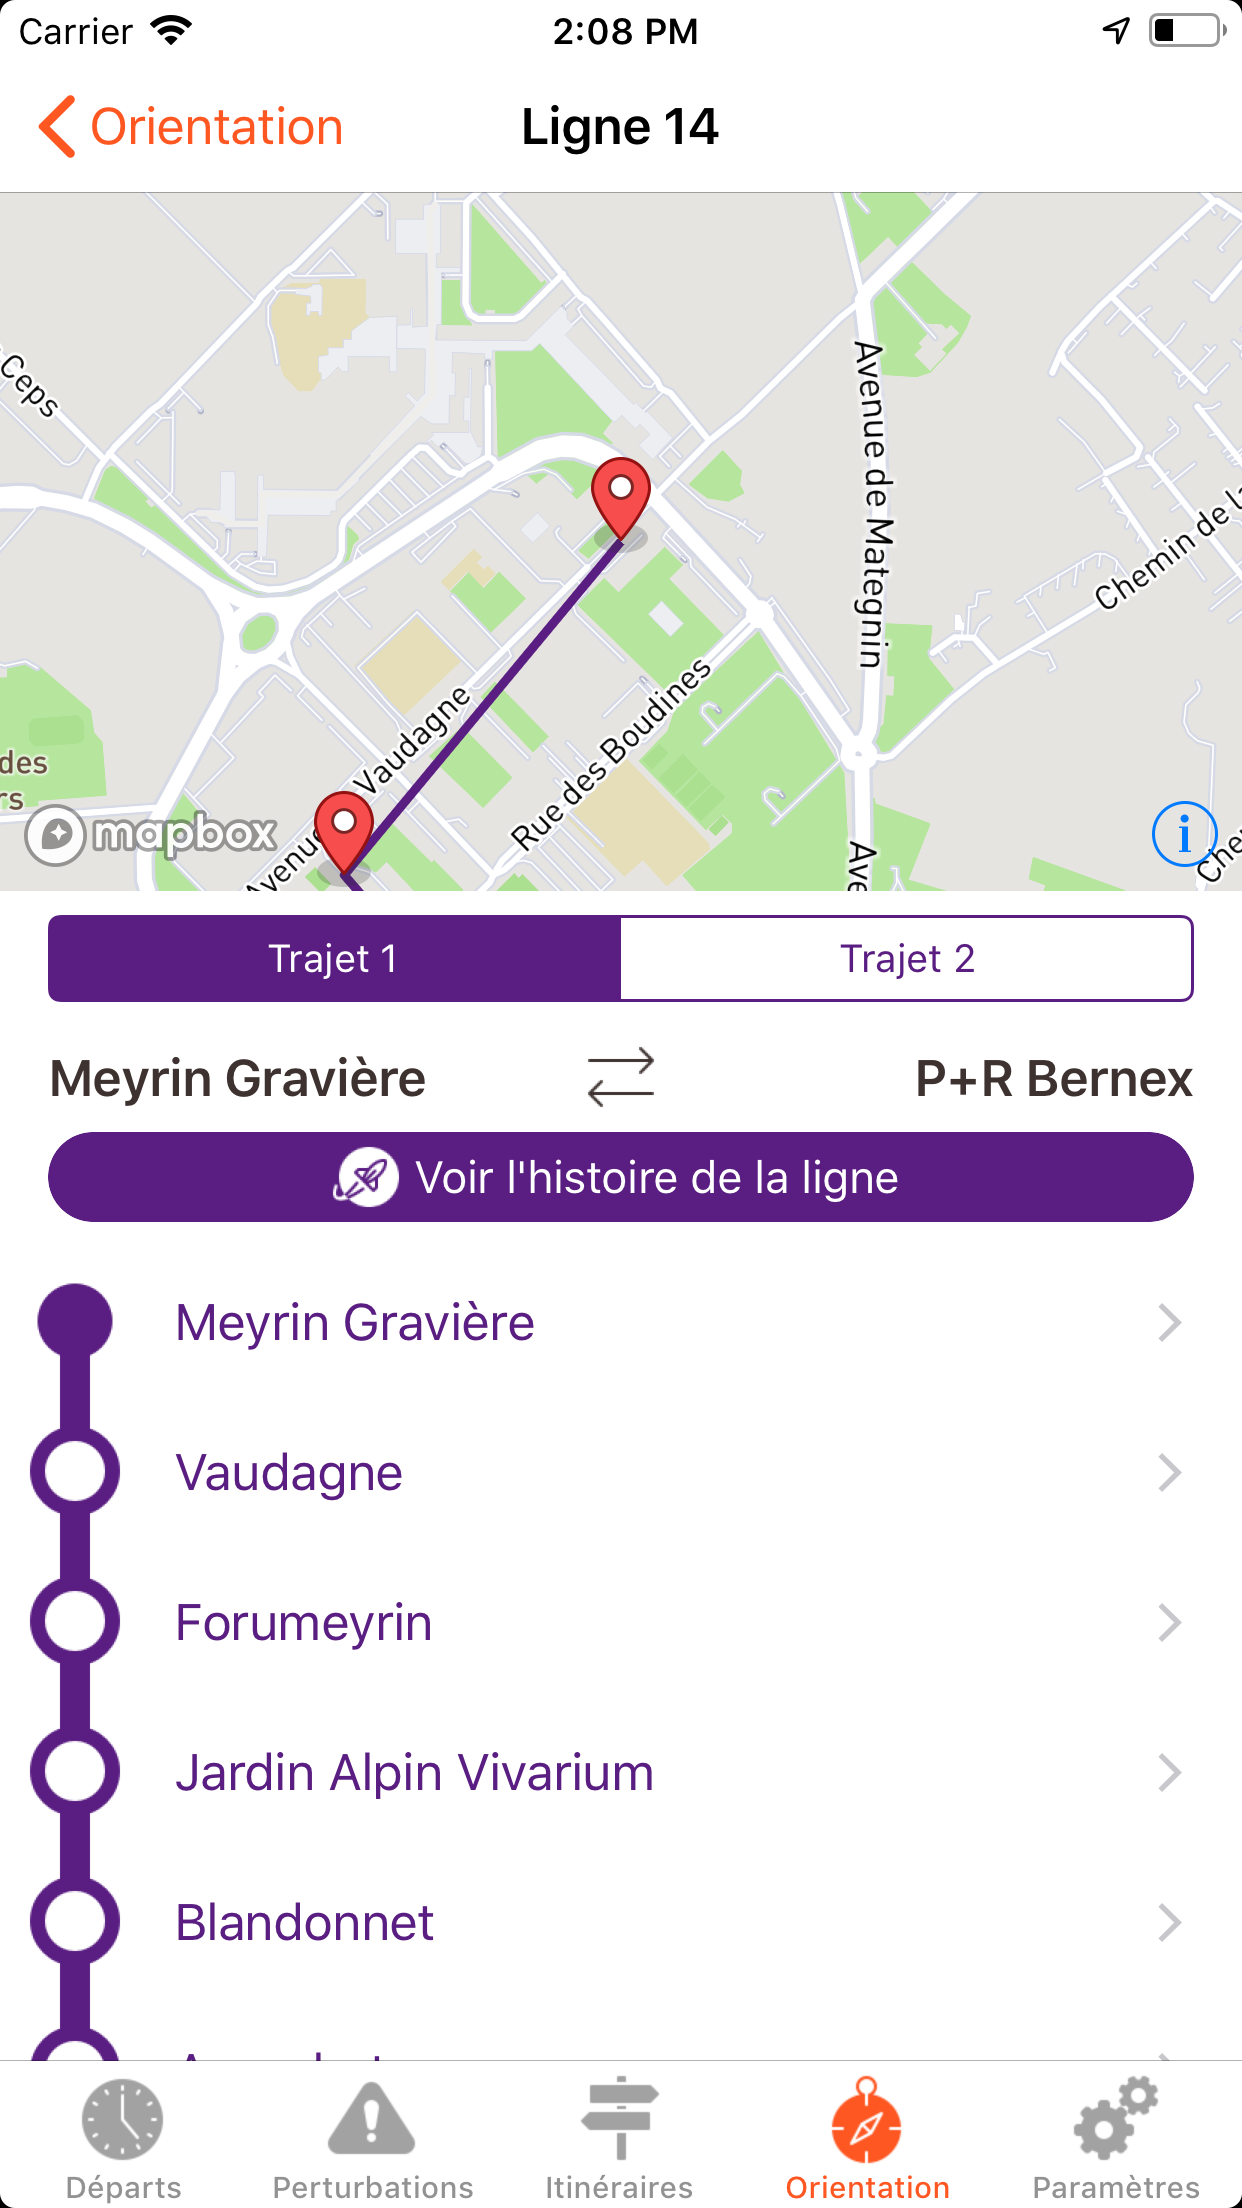 Carrier
2:08 PM
Orientation
Ligne 14
Ceps
Avenue de Mategnin
Chemin de la
Vaudagne
Rue des Boudines
des
rs
mapbox
Avenue
Ave
Che
Trajet 1
Trajet 2
Meyrin Gravière
P+R Bernex
Voir l'histoire de la ligne
Meyrin Gravière
Vaudagne
Forumeyrin
Jardin Alpin Vivarium
Blandonnet
Départs
Perturbations
Itinéraires
Orientation
Paramètres